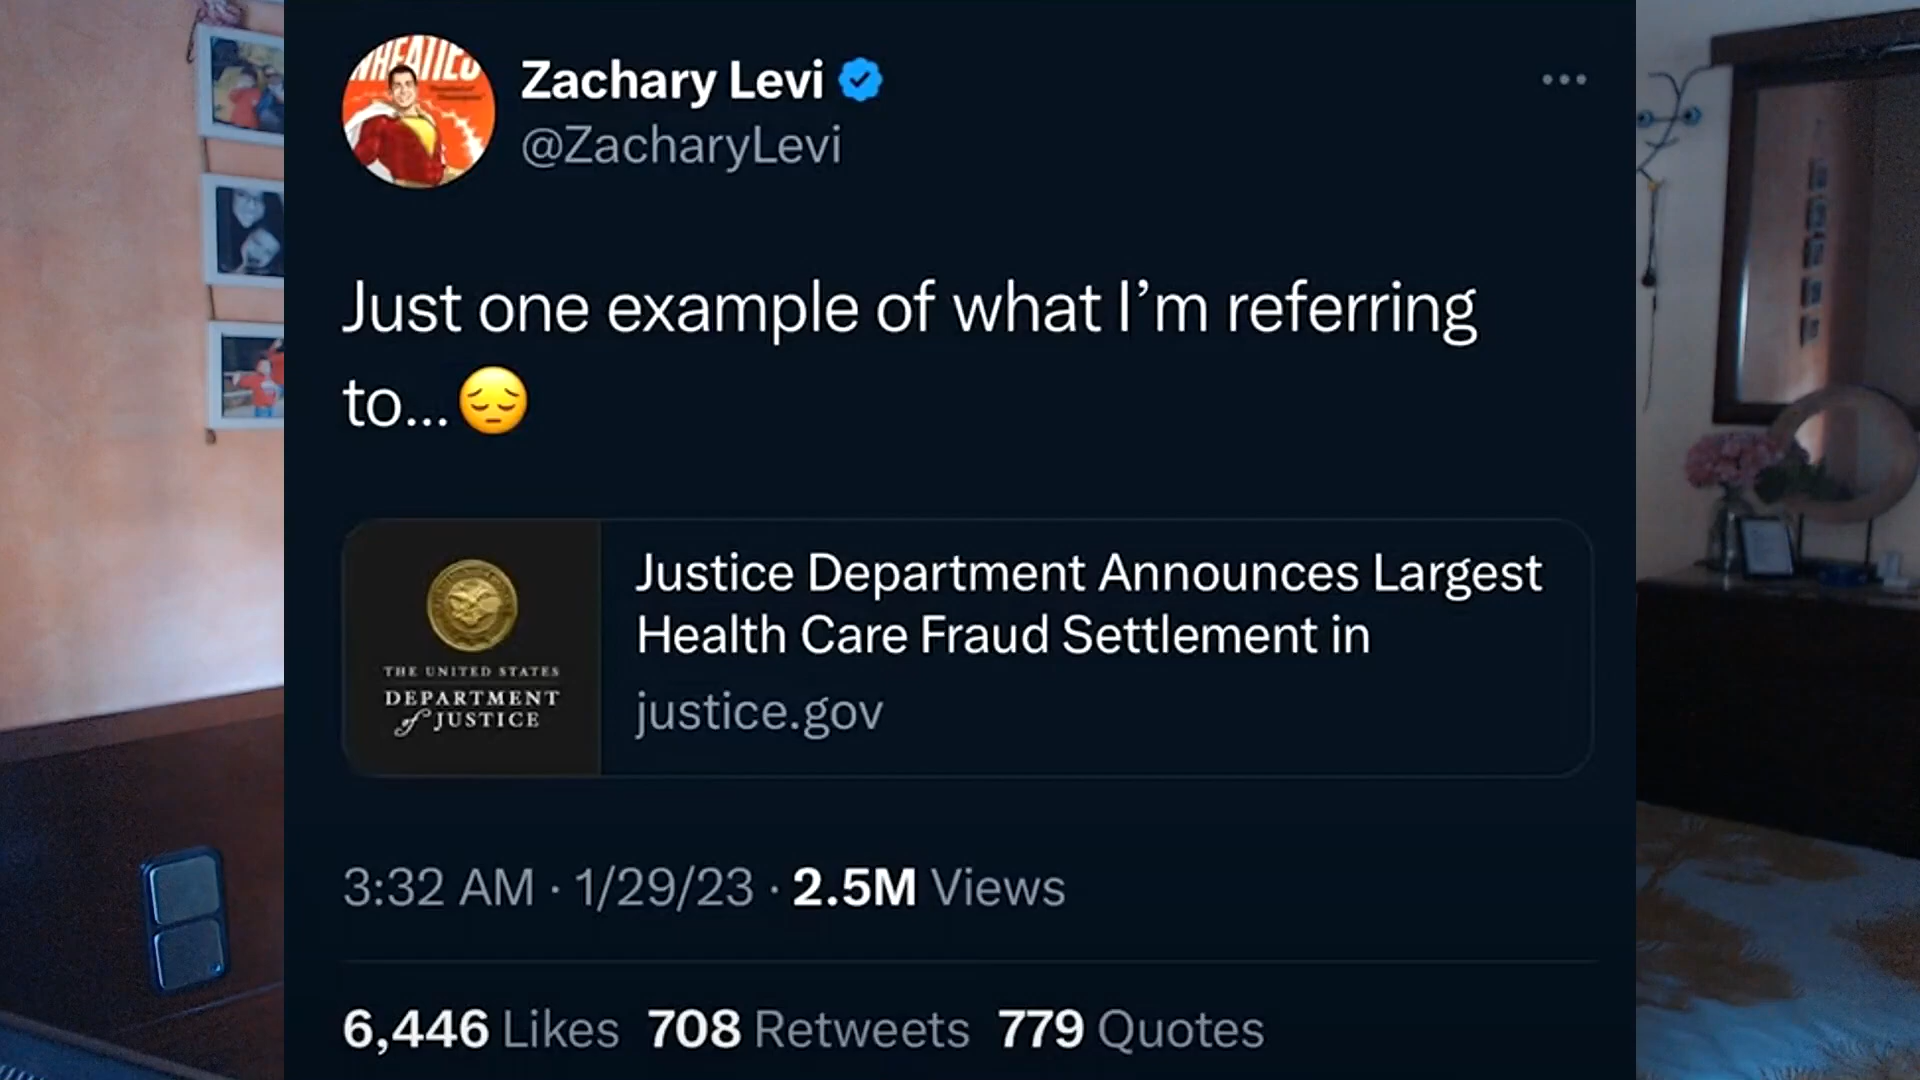 WHEATIES
Zachary Levi
@ZacharyLevi
Just one example of what I’m referring
to...😔
THE UNITED STATES
DEPARTMENT
of JUSTICE
Justice Department Announces Largest
Health Care Fraud Settlement in
justice.gov
3:32 AM · 1/29/23 · 2.5M Views
6,446 Likes 708 Retweets 779 Quotes